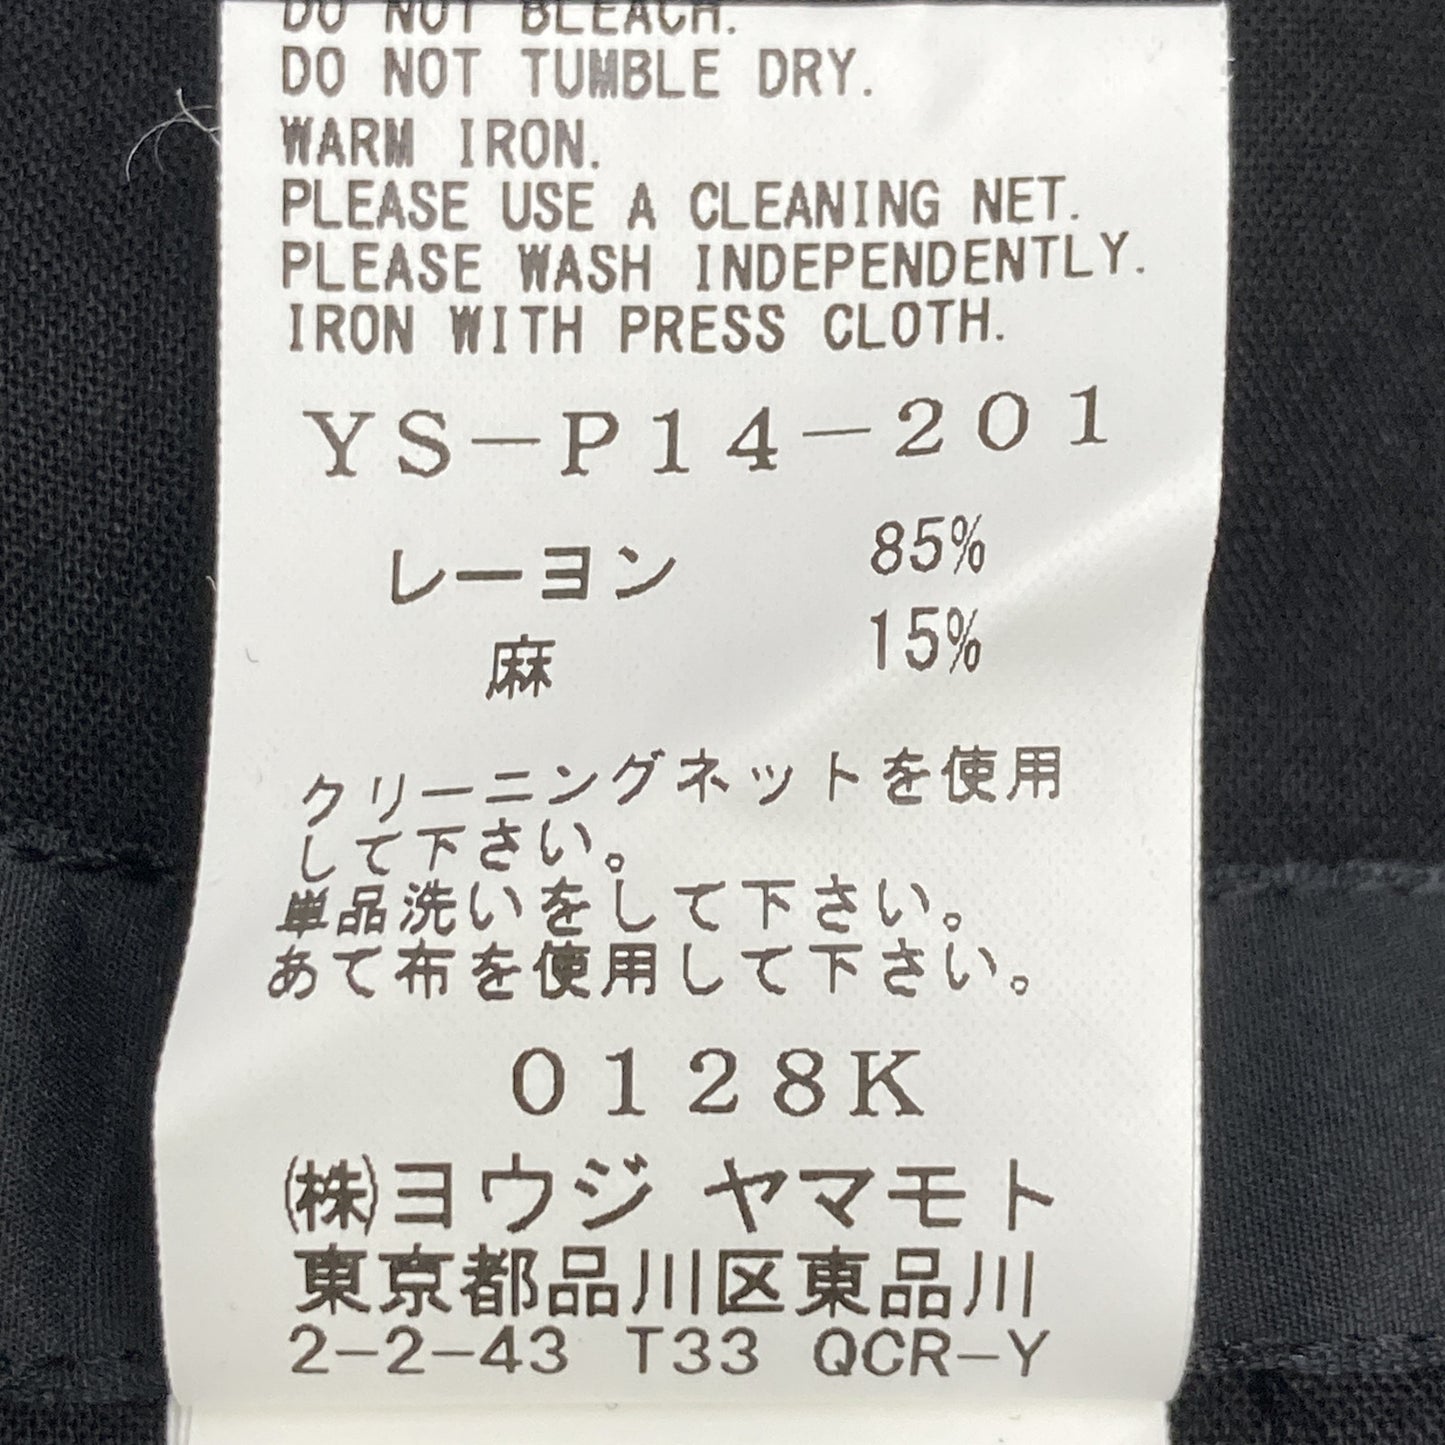 DO NOT BLEACH.
DO NOT TUMBLE DRY.
WARM IRON.
PLEASE USE A CLEANING NET.
PLEASE WASH INDEPENDENTLY.
IRON WITH PRESS CLOTH.
YS-P14-201
レーヨン 85%
麻 15%
クリーニングネットを使用
して下さい。
単品洗いをして下さい。
あて布を使用して下さい。
0128K
(株)ヨウジ ヤマモト
東京都品川区東品川
2-2-43 T33 QCR-Y